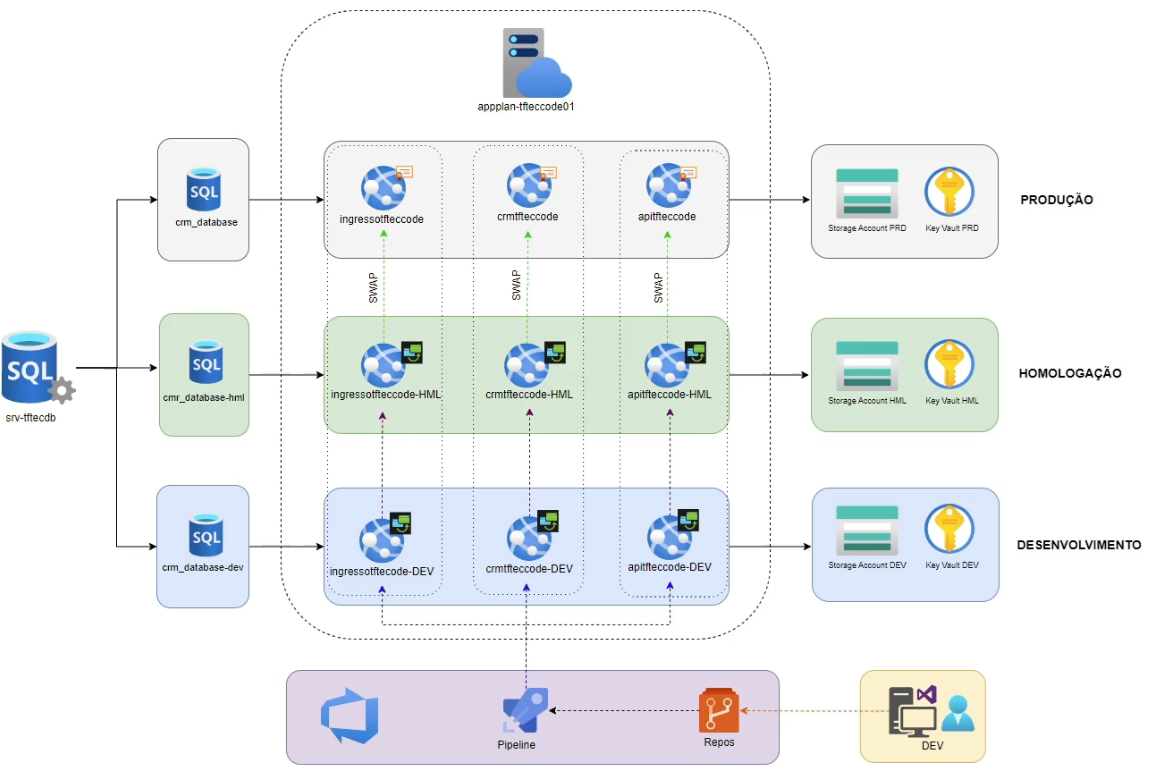 appplan-tfteccode01
SQL
crm_database
ingressotfteccode
crmtfteccode
apitfteccode
Storage Account PRD
Key Vault PRD
PRODUÇÃO
SWAP
SWAP
SWAP
SQL
srv-tftecdb
SQL
cmr_database-hml
ingressotfteccode-HML
crmtfteccode-HML
apitfteccode-HML
Storage Account HML
Key Vault HML
HOMOLOGAÇÃO
SQL
crm_database-dev
ingressotftecode-DEV
crmtfteccode-DEV
apitfteccode-DEV
Storage Account DEV
Key Vault DEV
DESENVOLVIMENTO
Pipeline
Repos
DEV